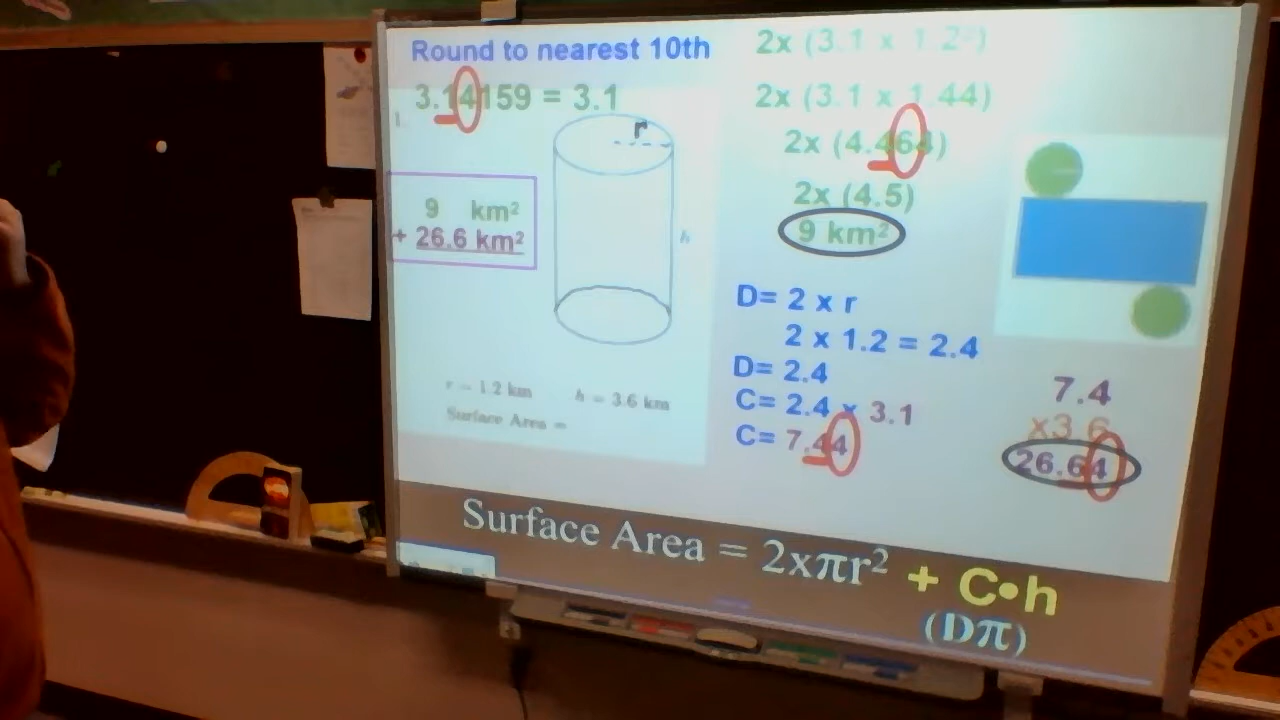 Round to nearest 10th
3.14159 = 3.1
r
9 km²
+ 26.6 km²
h
r = 1.2 km h = 3.6 km
Surface Area =
2x (3.1 x 1.2²)
2x (3.1 x 1.44)
2x (4.464)
2x (4.5)
9 km²
D= 2 x r
2 x 1.2 = 2.4
D= 2.4
C= 2.4 x 3.1
C= 7.44
7.4
x3.6
26.64
Surface Area = 2xπr² + C•h
(Dπ)